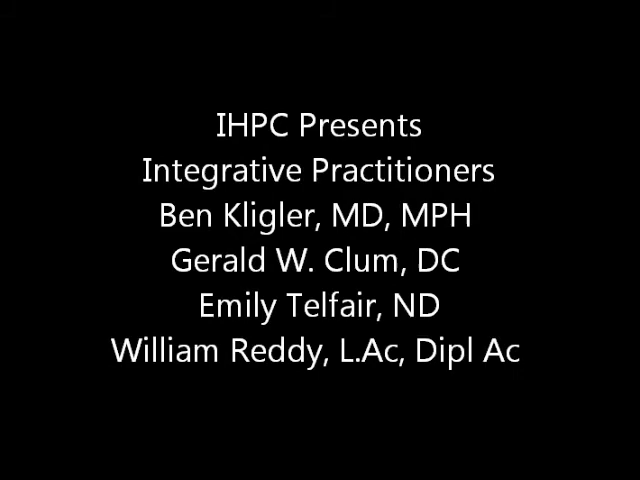 IHPC Presents
Integrative Practitioners
Ben Kligler, MD, MPH
Gerald W. Clum, DC
Emily Telfair, ND
William Reddy, L.Ac, Dipl Ac